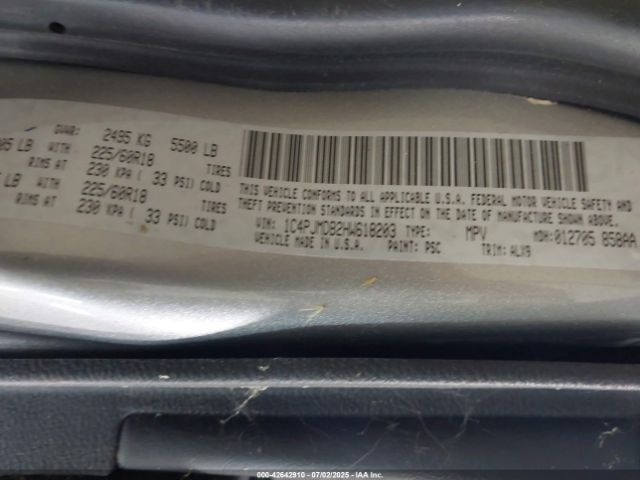 GVWR: 2495 KG 5500 LB
05 LB WITH 225/60R18 TIRES
RIMS AT 230 KPA ( 33 PSI) COLD
LB WITH 225/60R18 TIRES
RIMS AT 230 KPA ( 33 PSI) COLD
THIS VEHICLE CONFORMS TO ALL APPLICABLE U.S.A. FEDERAL MOTOR VEHICLE SAFETY AND
THEFT PREVENTION STANDARDS IN EFFECT ON THE DATE OF MANUFACTURE SHOWN ABOVE.
VIN: 1C4PJMDB2HW618203 TYPE: MPV MDH: 012705 858AA
VEHICLE MADE IN U.S.A. PAINT: PSC TRIM: ALX9
000-42642910 - 07/02/2025 - IAA Inc.